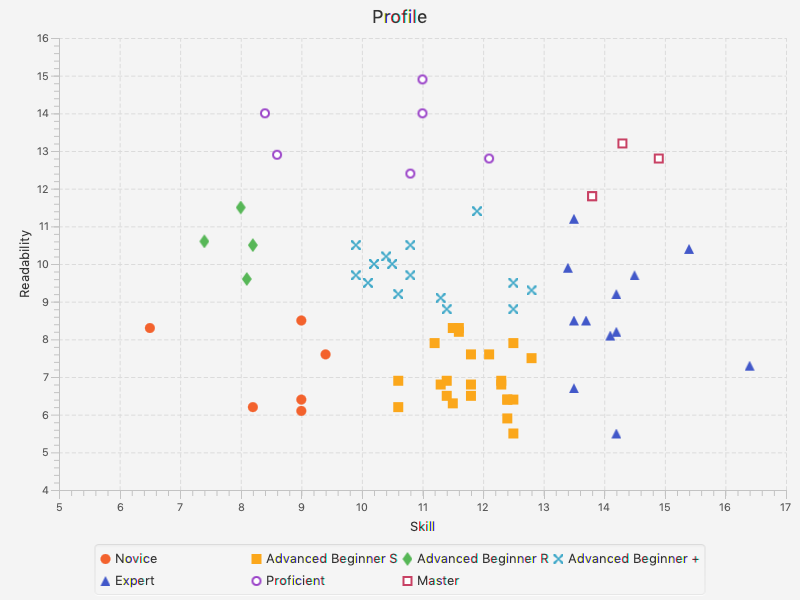 Profile
16
15
14
13
12
11
10
9
8
7
6
5
4
Readability
5 6 7 8 9 10 11 12 13 14 15 16 17
Skill
Novice Advanced Beginner S Advanced Beginner R Advanced Beginner +
Expert Proficient Master